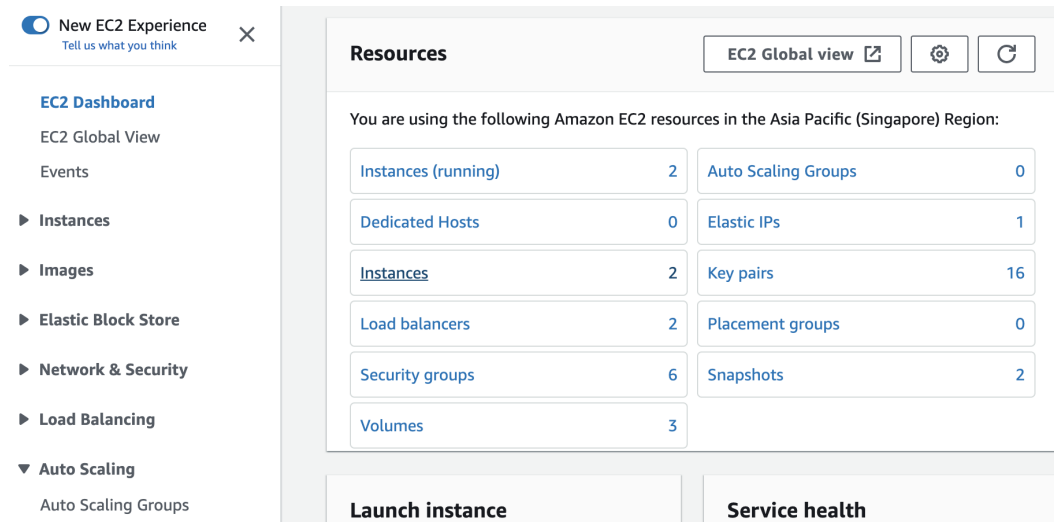 New EC2 Experience
Tell us what you think
EC2 Dashboard
EC2 Global View
Events
Instances
Images
Elastic Block Store
Network & Security
Load Balancing
Auto Scaling
Auto Scaling Groups
Resources
EC2 Global view
You are using the following Amazon EC2 resources in the Asia Pacific (Singapore) Region:
Instances (running) 2
Auto Scaling Groups 0
Dedicated Hosts 0
Elastic IPs 1
Instances 2
Key pairs 16
Load balancers 2
Placement groups 0
Security groups 6
Snapshots 2
Volumes 3
Launch instance
Service health